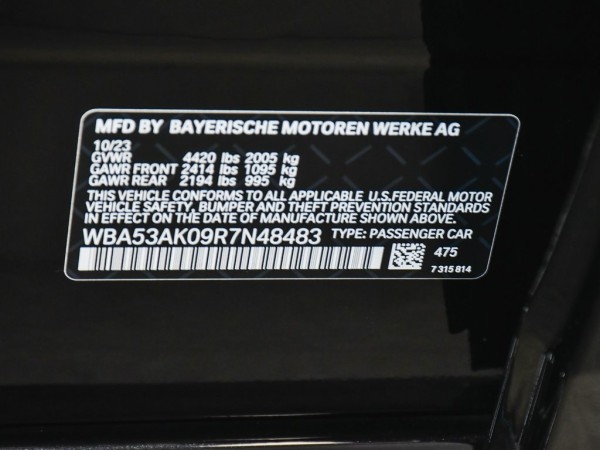 MFD BY BAYERISCHE MOTOREN WERKE AG
10/23
GVWR 4420 lbs 2005 kg
GAWR FRONT 2414 lbs 1095 kg
GAWR REAR 2194 lbs 995 kg
THIS VEHICLE CONFORMS TO ALL APPLICABLE U.S.FEDERAL MOTOR
VEHICLE SAFETY, BUMPER AND THEFT PREVENTION STANDARDS
IN EFFECT ON THE DATE OF MANUFACTURE SHOWN ABOVE.
WBA53AK09R7N48483 TYPE: PASSENGER CAR
475
7 315 814